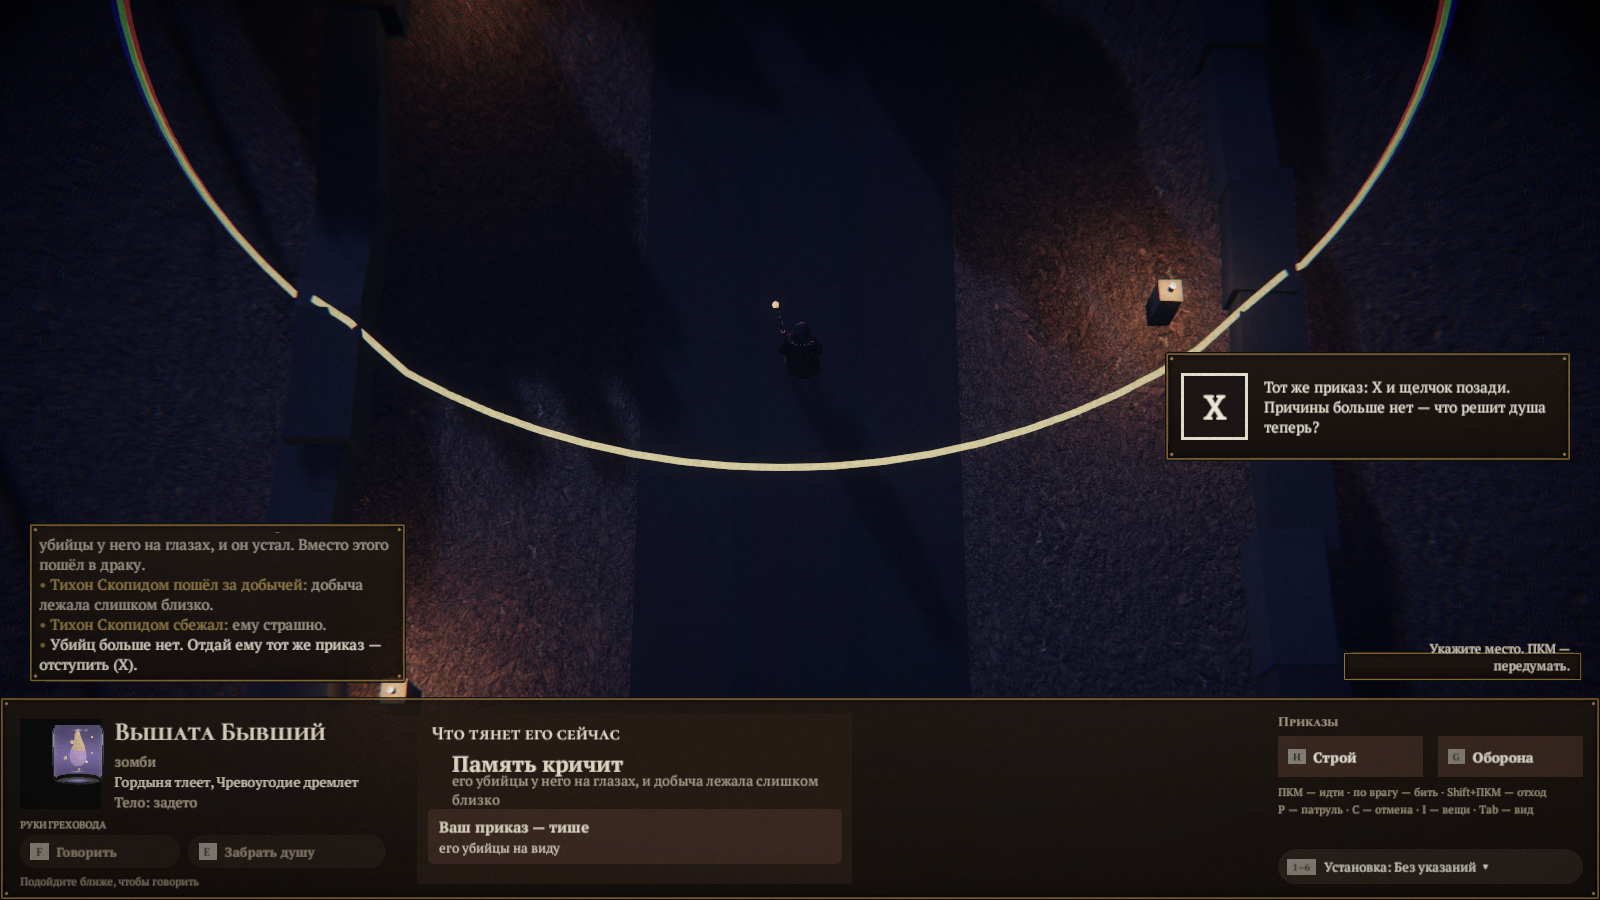 X
Тот же приказ: X и щелчок позади.
Причины больше нет — что решит душа
теперь?
убийцы у него на глазах, и он устал. Вместо этого
пошёл в драку.
• Тихон Скопидом пошёл за добычей: добыча
лежала слишком близко.
• Тихон Скопидом сбежал: ему страшно.
• Убийц больше нет. Отдай ему тот же приказ —
отступить (X).
Укажите место. ПКМ —
передумать.
Вышата Бывший
зомби
Гордыня тлеет, Чревоугодие дремлет
Тело: задето
РУКИ ГРЕХОВОДА
F Говорить
E Забрать душу
Подойдите ближе, чтобы говорить
Что тянет его сейчас
Память кричит
его убийцы у него на глазах, и добыча лежала слишком
близко
Ваш приказ — тише
его убийцы на виду
Приказы
H Строй
G Оборона
ПКМ — идти · по врагу — бить · Shift+ПКМ — отход
P — патруль · C — отмена · I — вещи · Tab — вид
1–6 Установка: Без указаний ▾